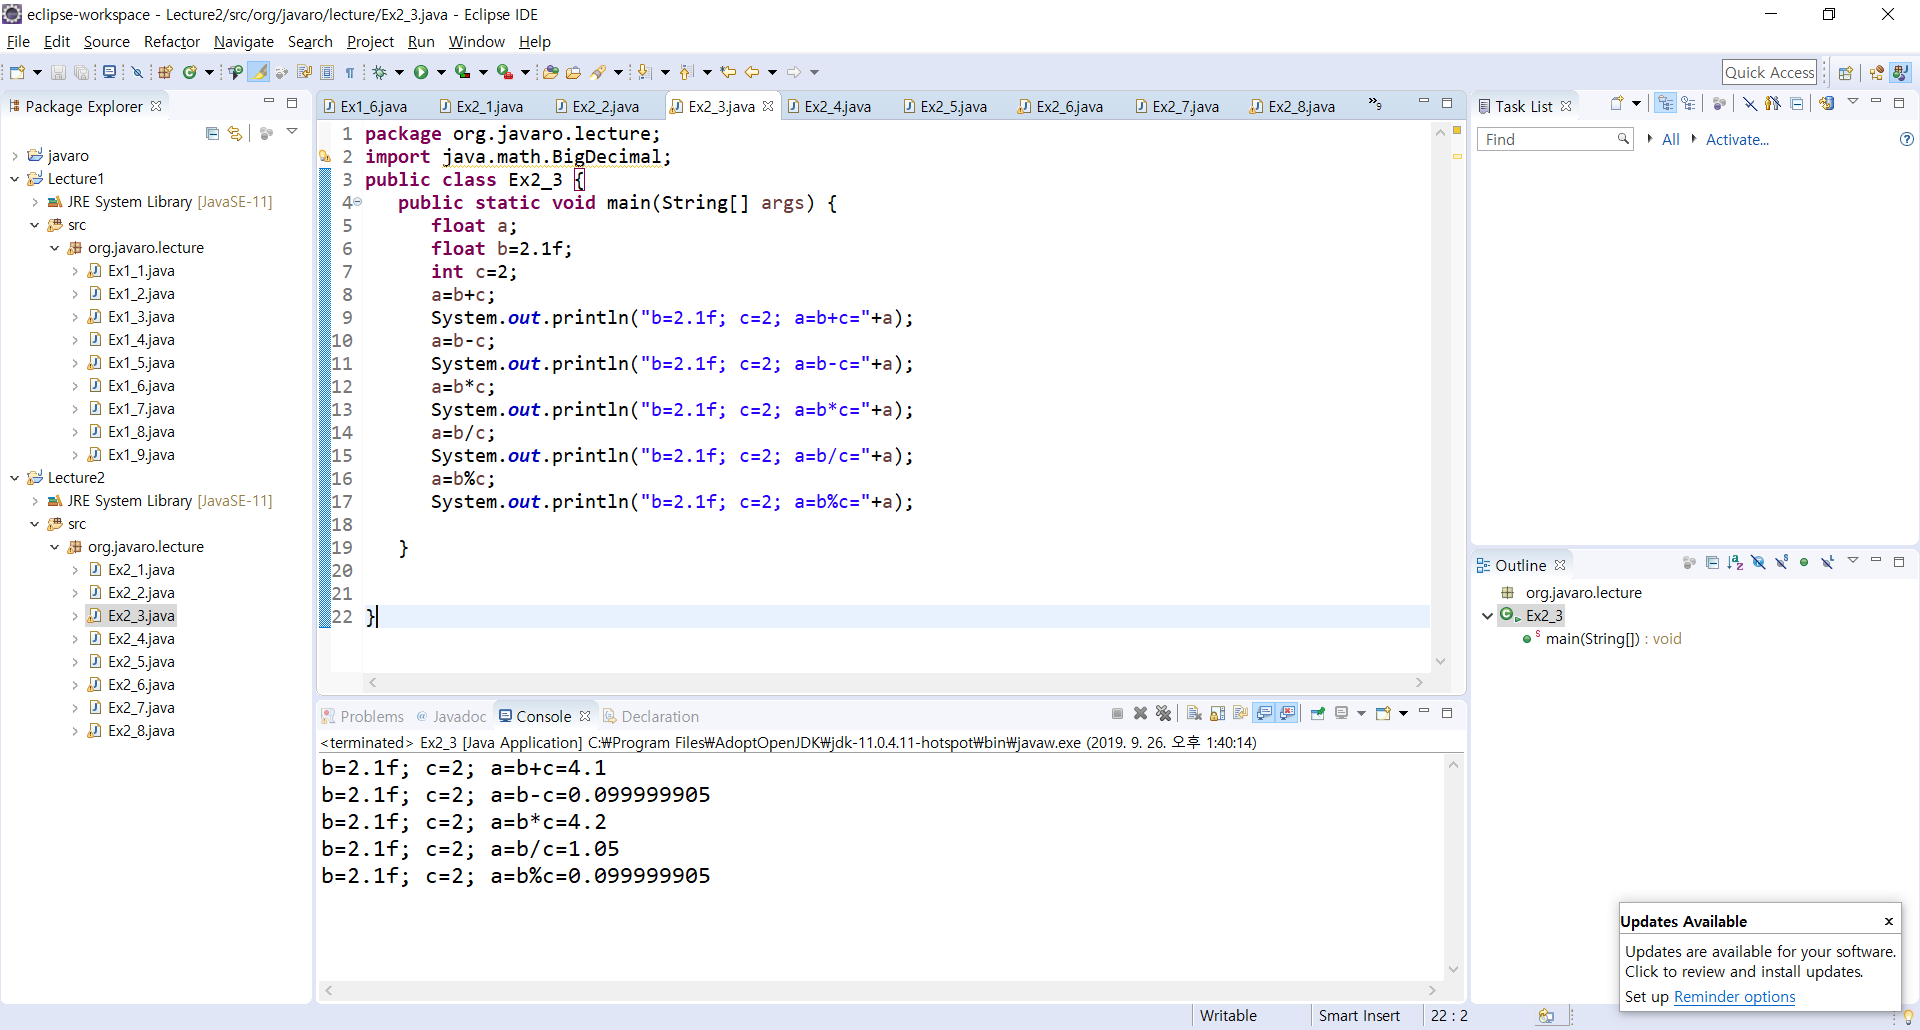 eclipse-workspace - Lecture2/src/org/javaro/lecture/Ex2_3.java - Eclipse IDE
File Edit Source Refactor Navigate Search Project Run Window Help
Quick Access
Package Explorer
javaro
Lecture1
JRE System Library [JavaSE-11]
src
org.javaro.lecture
Ex1_1.java
Ex1_2.java
Ex1_3.java
Ex1_4.java
Ex1_5.java
Ex1_6.java
Ex1_7.java
Ex1_8.java
Ex1_9.java
Lecture2
JRE System Library [JavaSE-11]
src
org.javaro.lecture
Ex2_1.java
Ex2_2.java
Ex2_3.java
Ex2_4.java
Ex2_5.java
Ex2_6.java
Ex2_7.java
Ex2_8.java
Ex1_6.java Ex2_1.java Ex2_2.java Ex2_3.java Ex2_4.java Ex2_5.java Ex2_6.java Ex2_7.java Ex2_8.java »9
1 package org.javaro.lecture;
2 import java.math.BigDecimal;
3 public class Ex2_3 {
4 public static void main(String[] args) {
5 float a;
6 float b=2.1f;
7 int c=2;
8 a=b+c;
9 System.out.println("b=2.1f; c=2; a=b+c="+a);
10 a=b-c;
11 System.out.println("b=2.1f; c=2; a=b-c="+a);
12 a=b*c;
13 System.out.println("b=2.1f; c=2; a=b*c="+a);
14 a=b/c;
15 System.out.println("b=2.1f; c=2; a=b/c="+a);
16 a=b%c;
17 System.out.println("b=2.1f; c=2; a=b%c="+a);
18
19 }
20
21
22 }
Problems @ Javadoc Console Declaration
<terminated> Ex2_3 [Java Application] C:₩Program Files₩AdoptOpenJDK₩jdk-11.0.4.11-hotspot₩bin₩javaw.exe (2019. 9. 26. 오후 1:40:14)
b=2.1f; c=2; a=b+c=4.1
b=2.1f; c=2; a=b-c=0.099999905
b=2.1f; c=2; a=b*c=4.2
b=2.1f; c=2; a=b/c=1.05
b=2.1f; c=2; a=b%c=0.099999905
Task List
Find All Activate...
Outline
org.javaro.lecture
Ex2_3
main(String[]) : void
Updates Available x
Updates are available for your software.
Click to review and install updates.
Set up Reminder options
Writable Smart Insert 22 : 2